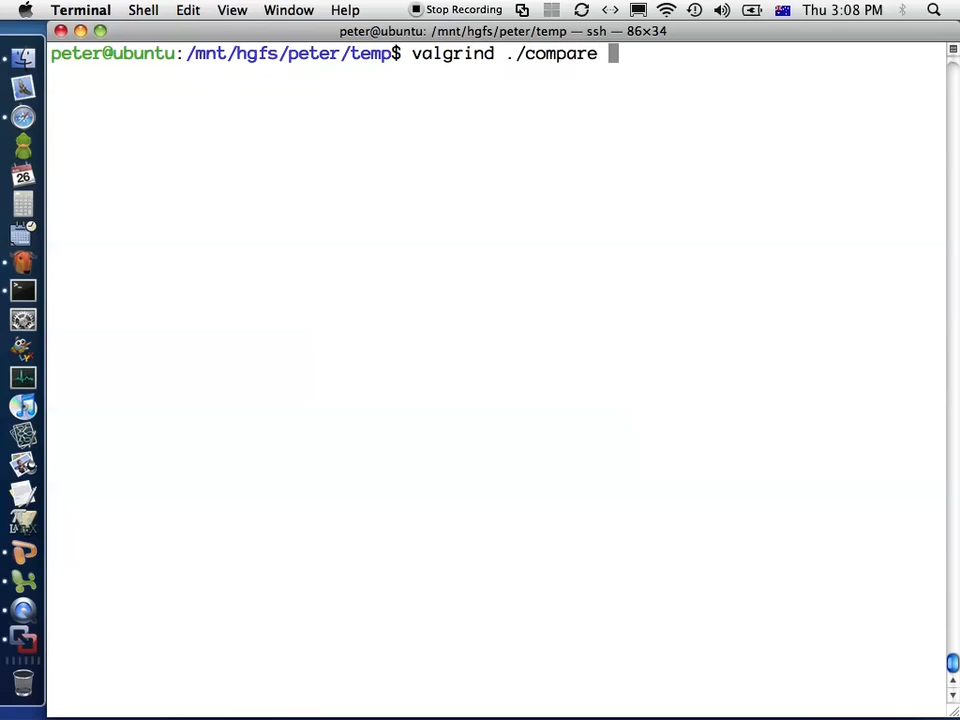 Terminal Shell Edit View Window Help Stop Recording Thu 3:08 PM
peter@ubuntu: /mnt/hgfs/peter/temp — ssh — 86×34
peter@ubuntu:/mnt/hgfs/peter/temp$ valgrind ./compare
26